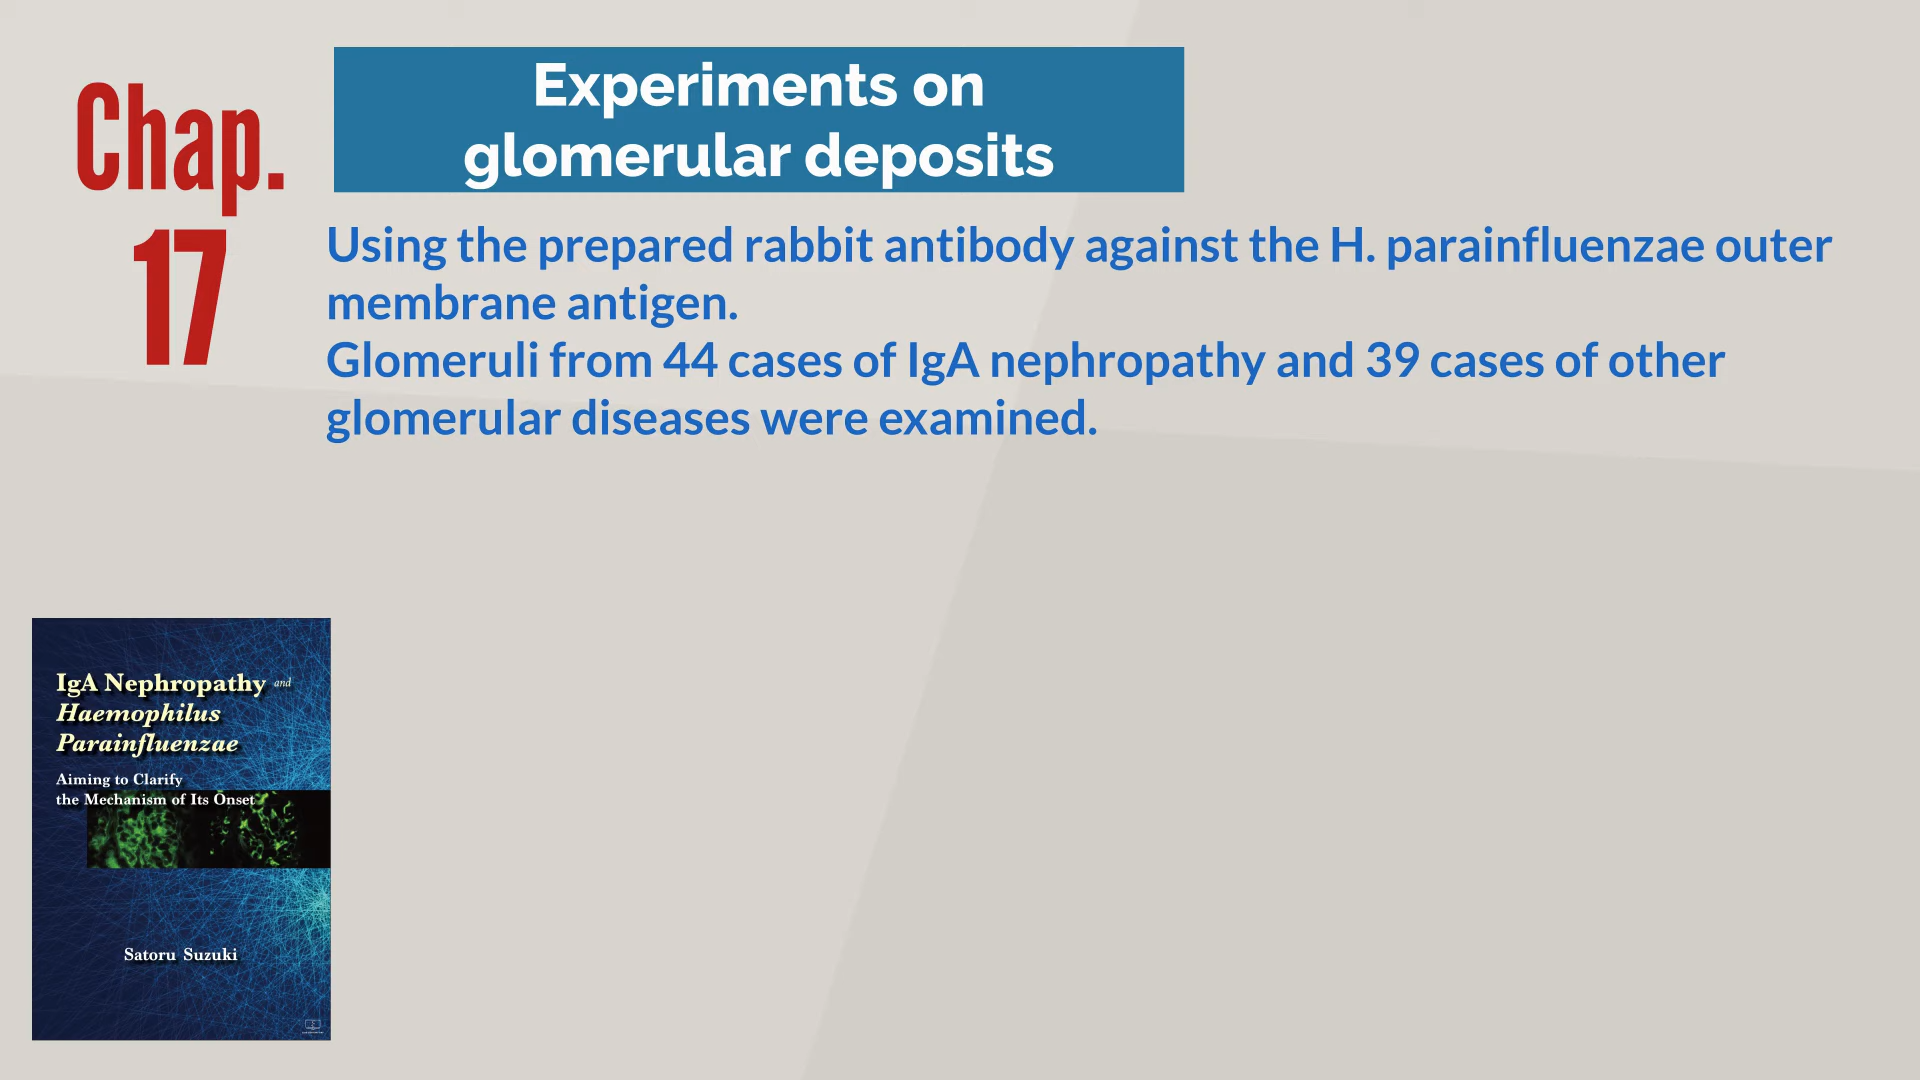 Chap.
17
Experiments on
glomerular deposits
Using the prepared rabbit antibody against the H. parainfluenzae outer
membrane antigen.
Glomeruli from 44 cases of IgA nephropathy and 39 cases of other
glomerular diseases were examined.
IgA Nephropathy and
Haemophilus
Parainfluenzae
Aiming to Clarify
the Mechanism of Its Onset
Satoru Suzuki